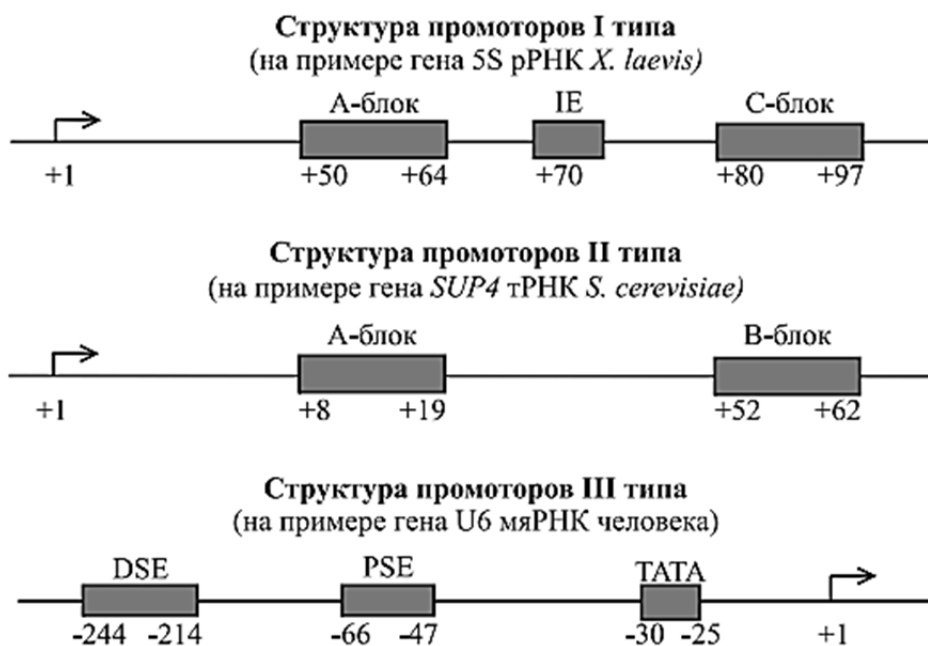 Структура промоторов I типа
(на примере гена 5S рРНК X. laevis)
А-блок IE С-блок
+1 +50 +64 +70 +80 +97
Структура промоторов II типа
(на примере гена SUP4 тРНК S. cerevisiae)
А-блок В-блок
+1 +8 +19 +52 +62
Структура промоторов III типа
(на примере гена U6 мяРНК человека)
DSE PSE TATA
-244 -214 -66 -47 -30 -25 +1